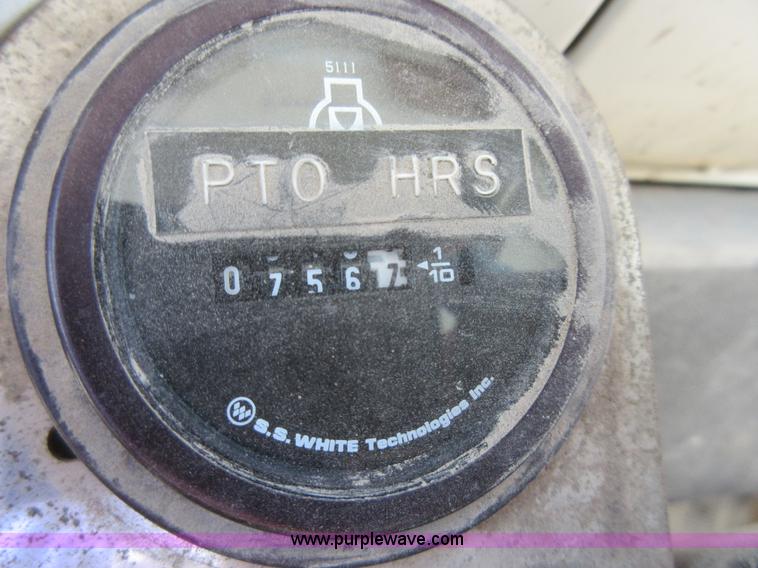 5111
PTO HRS
0756 1/10
S.S. WHITE Technologies Inc.
www.purplewave.com